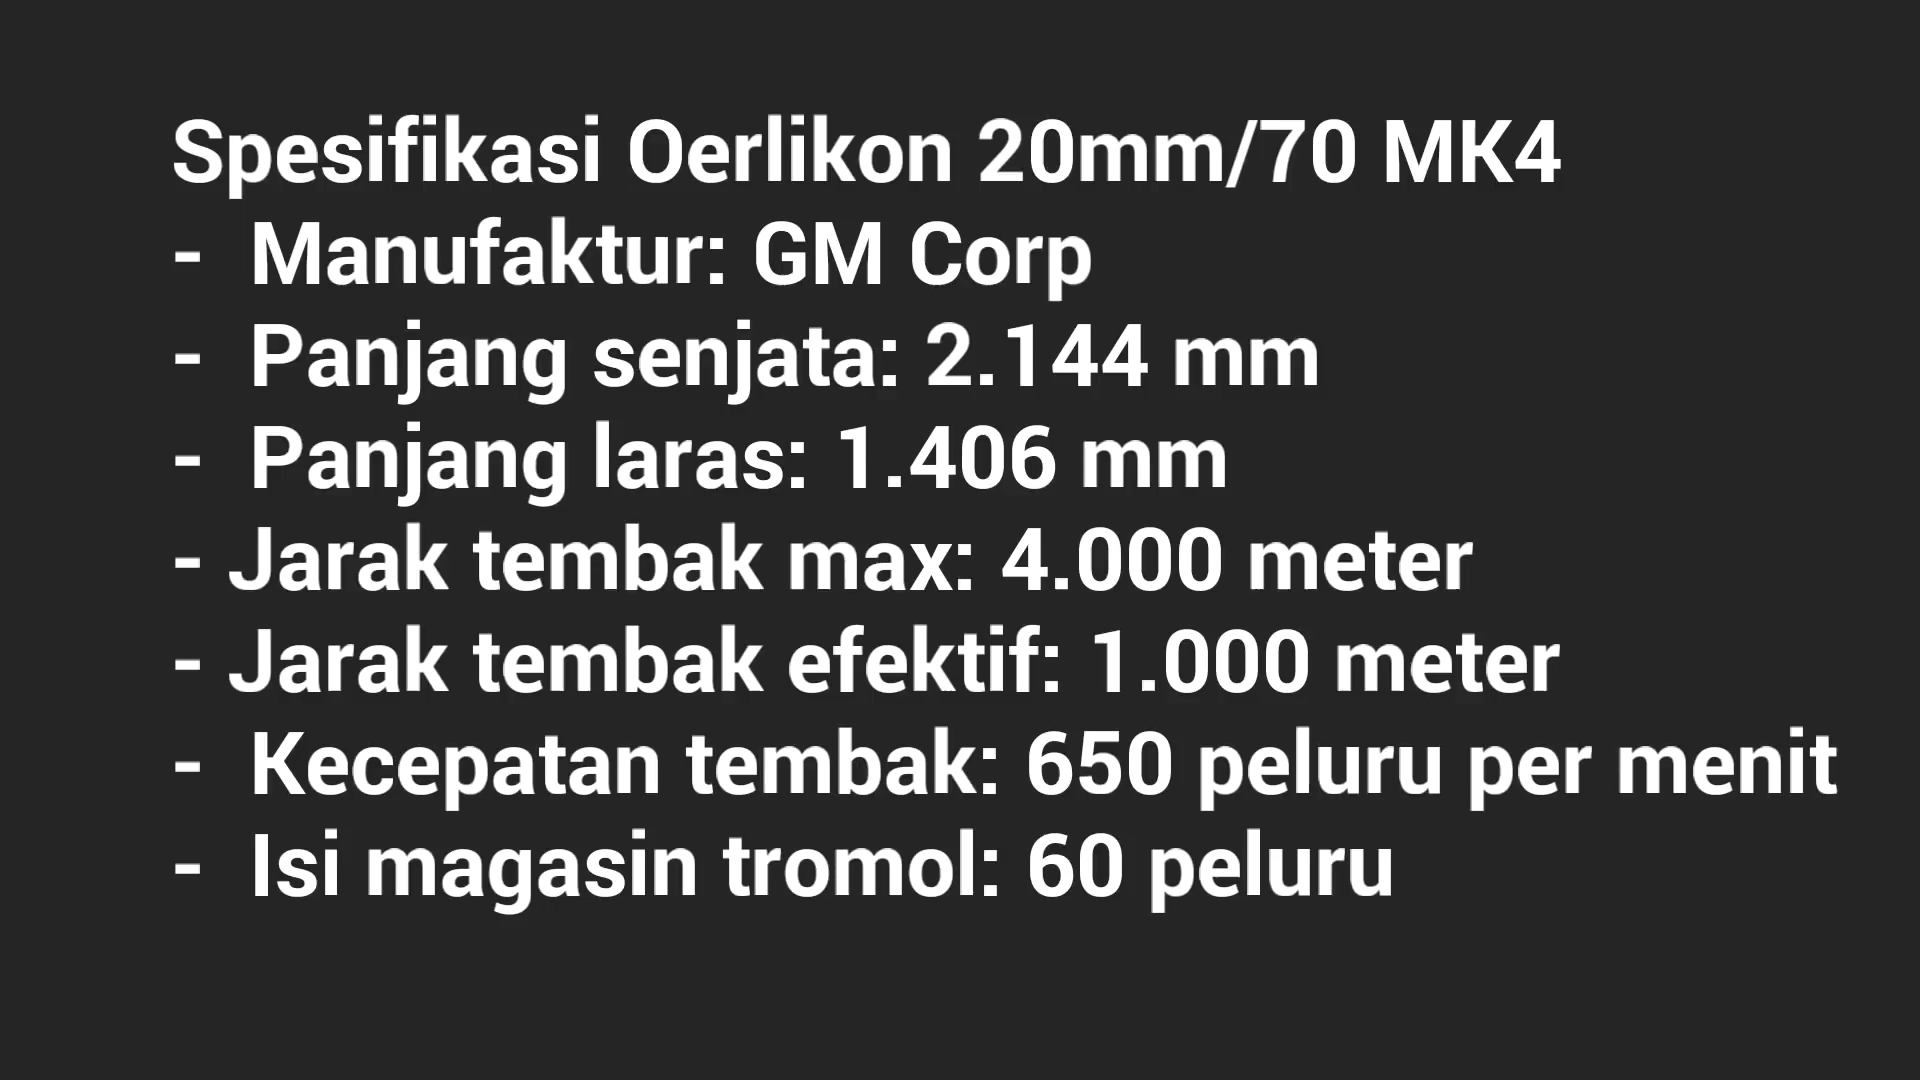 Spesifikasi Oerlikon 20mm/70 MK4
- Manufaktur: GM Corp
- Panjang senjata: 2.144 mm
- Panjang laras: 1.406 mm
- Jarak tembak max: 4.000 meter
- Jarak tembak efektif: 1.000 meter
- Kecepatan tembak: 650 peluru per menit
- Isi magasin tromol: 60 peluru